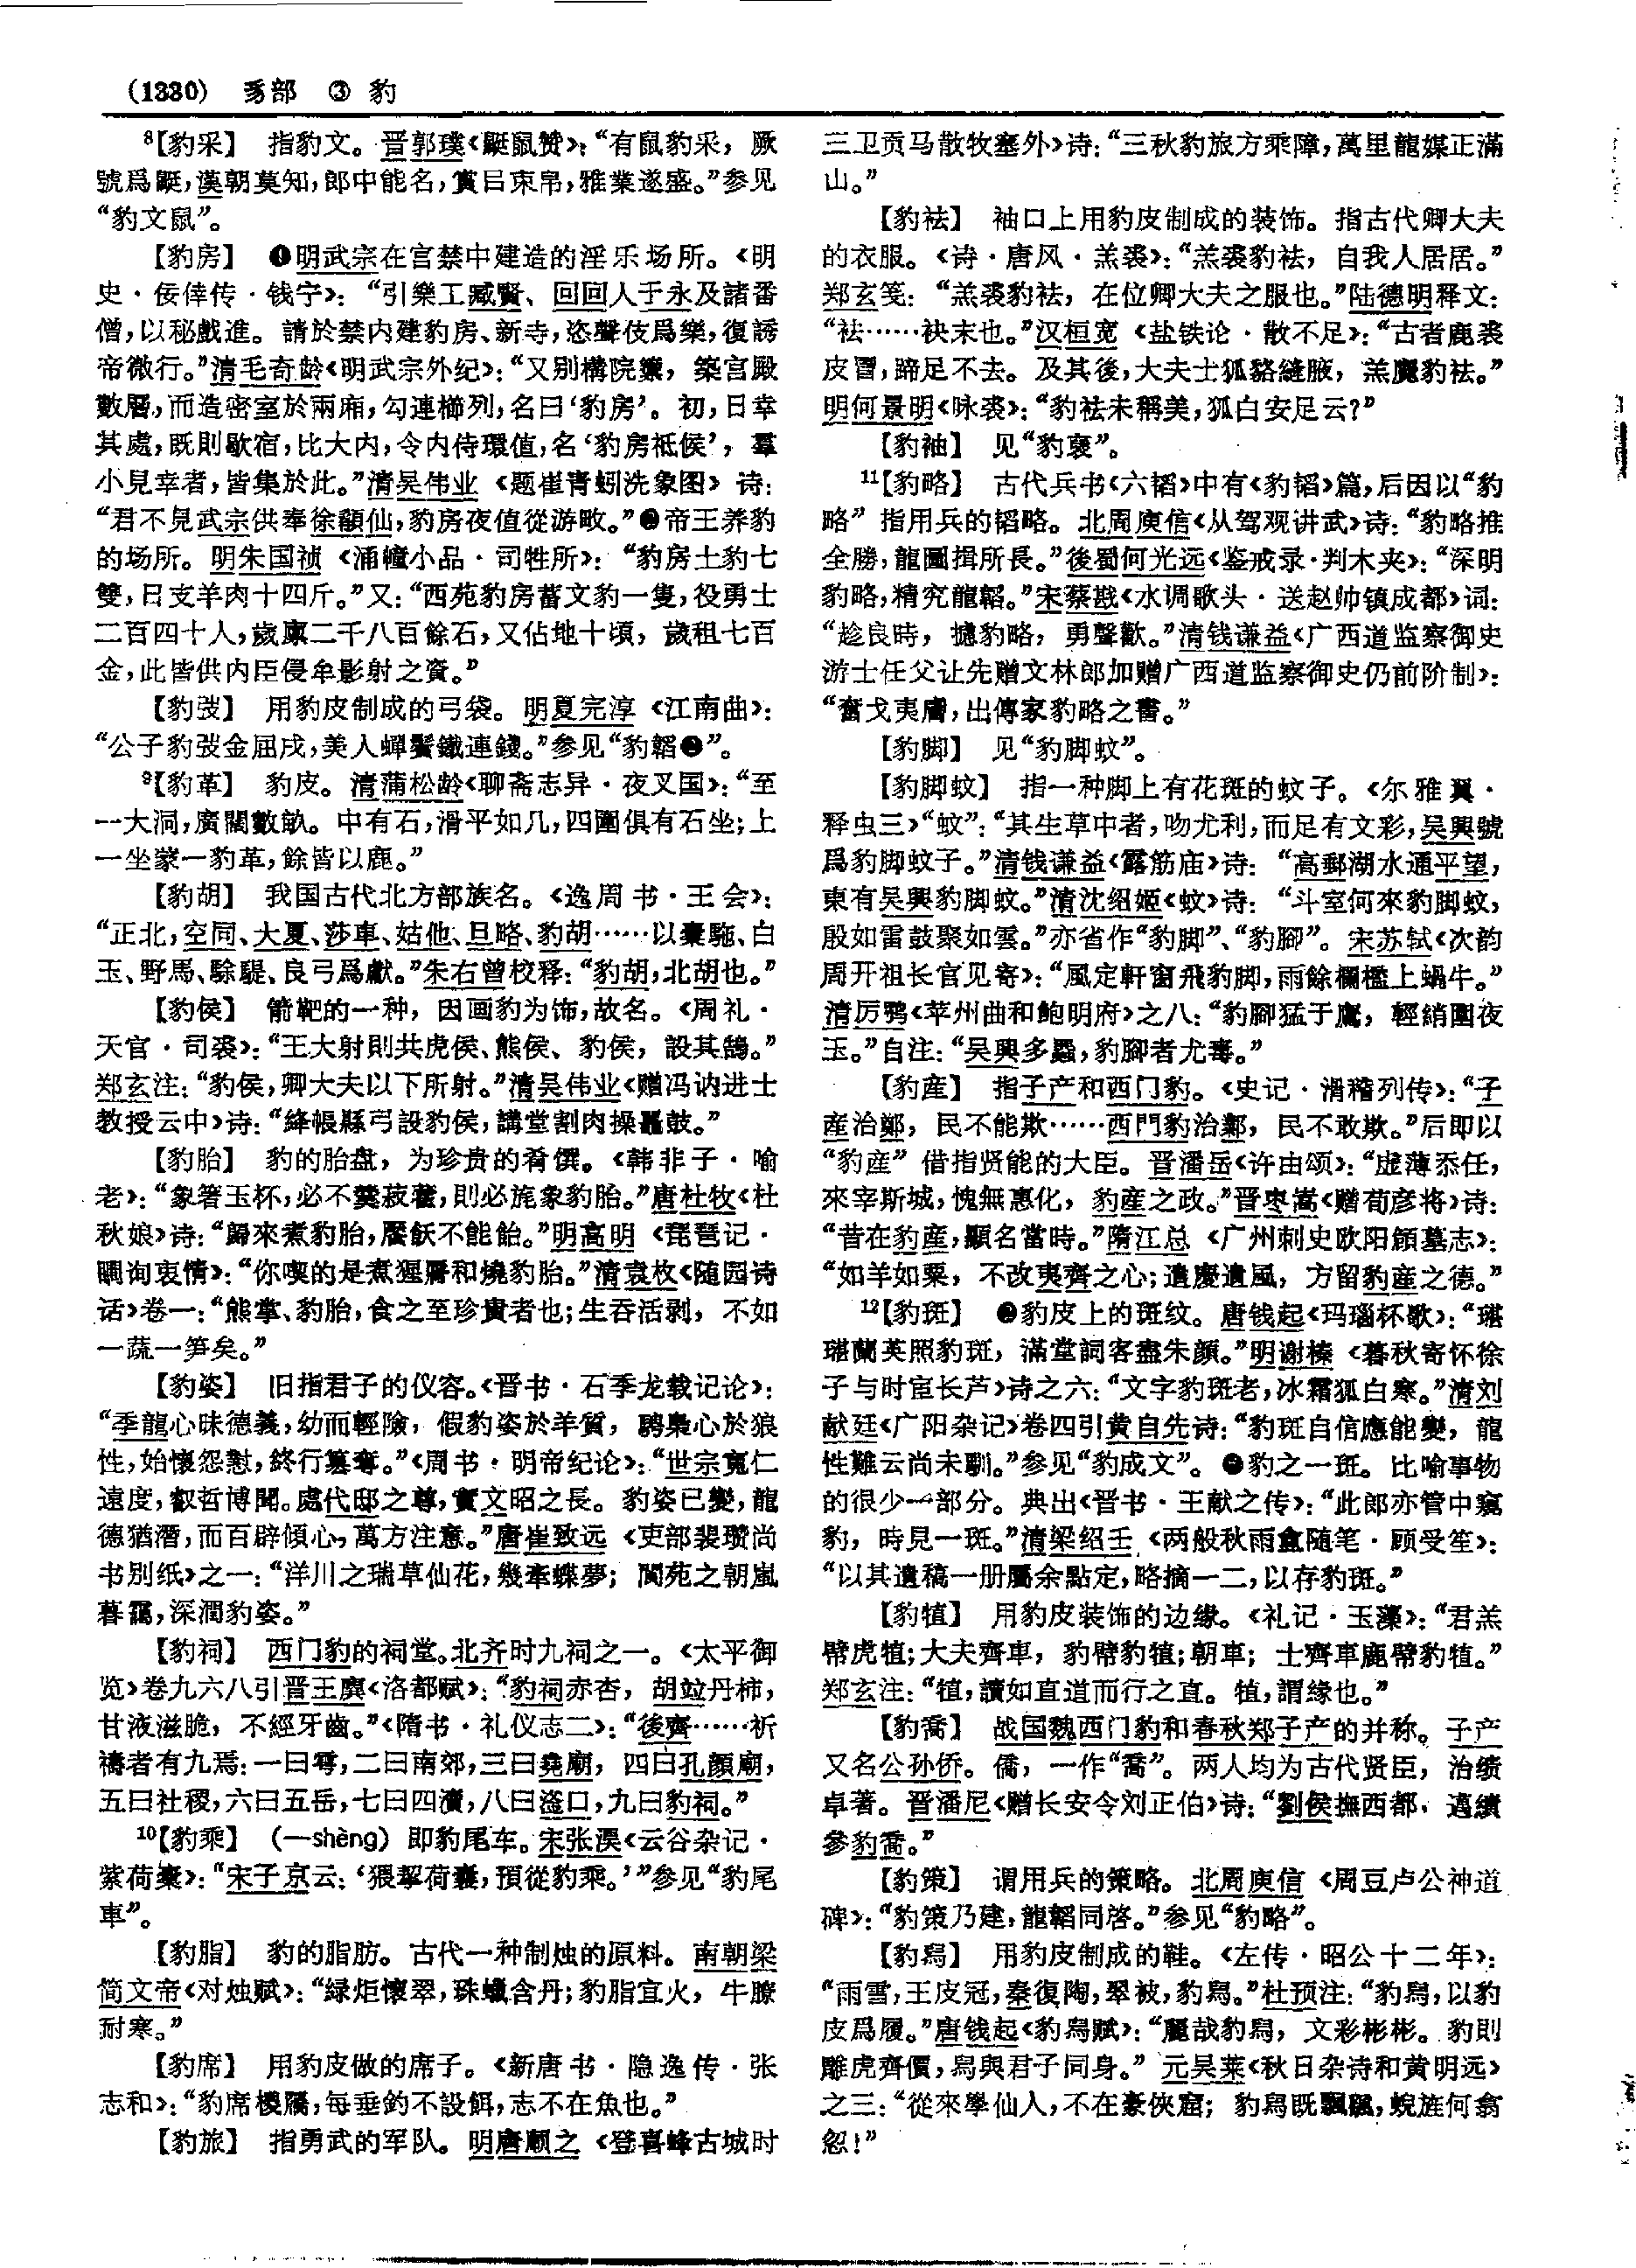 (1330) 豸部 ③ 豹
⁸【豹采】 指豹文。晋郭璞《鼮鼠赞》：“有鼠豹采，厥
號爲鼮，漢朝莫知，郎中能名，賞以束帛，雅業遂盛。”参见
“豹文鼠”。
【豹房】 ❶明武宗在宫禁中建造的淫乐场所。《明
史·佞倖传·钱宁》：“引樂工臧賢、回回人于永及諸番
僧，以秘戲進。請於禁内建豹房、新寺，恣聲伎爲樂，復誘
帝微行。”清毛奇龄《明武宗外纪》：“又别構院籞，築宫殿
數層，而造密室於兩廂，勾連櫛列，名曰‘豹房’。初，日幸
其處，既則歇宿，比大内，令内侍環值，名‘豹房祗候’，羣
小見幸者，皆集於此。”清吴伟业《题崔青蚓洗象图》诗：
“君不見武宗供奉徐髯仙，豹房夜值從游畋。”❷帝王养豹
的场所。明朱国祯《涌幢小品·司牲所》：“豹房土豹七
雙，日支羊肉十四斤。”又：“西苑豹房蓄文豹一隻，役勇士
二百四十人，歲廩二千八百餘石，又佔地十頃，歲租七百
金，此皆供内臣侵牟影射之資。”
【豹弢】 用豹皮制成的弓袋。明夏完淳《江南曲》：
“公子豹弢金屈戌，美人蟬鬢鐵連錢。”参见“豹韜❷”。
⁹【豹革】 豹皮。清蒲松龄《聊斋志异·夜叉国》：“至
一大洞，廣闊數畝。中有石，滑平如几，四圍俱有石坐；上
一坐蒙一豹革，餘皆以鹿。”
【豹胡】 我国古代北方部族名。《逸周书·王会》：
“正北，空同、大夏、莎車、姑他、旦略、豹胡……以橐駞、白
玉、野馬、騊駼、良弓爲獻。”朱右曾校释：“豹胡，北胡也。”
【豹侯】 箭靶的一种，因画豹为饰，故名。《周礼·
天官·司裘》：“王大射則共虎侯、熊侯、豹侯，設其鵠。”
郑玄注：“豹侯，卿大夫以下所射。”清吴伟业《赠冯讷进士
教授云中》诗：“絳帳縣弓設豹侯，講堂割肉操鼉鼓。”
【豹胎】 豹的胎盘，为珍贵的肴馔。《韩非子·喻
老》：“象箸玉杯，必不羹菽藿，則必旄象豹胎。”唐杜牧《杜
秋娘》诗：“歸來煮豹胎，饜飫不能飴。”明高明《琵琶记·
瞯询衷情》：“你喫的是煮猩脣和燒豹胎。”清袁枚《随园诗
话》卷一：“熊掌、豹胎，食之至珍貴者也；生吞活剥，不如
一蔬一笋矣。”
【豹姿】 旧指君子的仪容。《晋书·石季龙载记论》：
“季龍心昧德義，幼而輕險，假豹姿於羊質，騁梟心於狼
性，始懷怨懟，終行篡奪。”《周书·明帝纪论》：“世宗寬仁
遠度，叡哲博聞。處代邸之尊，實文昭之長。豹姿已變，龍
德猶潛，而百辟傾心，萬方注意。”唐崔致远《吏部裴瓒尚
书别纸》之一：“洋川之瑞草仙花，幾牽蝶夢；閬苑之朝嵐
暮靄，深潤豹姿。”
【豹祠】 西门豹的祠堂。北齐时九祠之一。《太平御
览》卷九六八引晋王廙《洛都赋》：“豹祠赤杏，胡竝丹柿，
甘液滋脆，不經牙齒。”《隋书·礼仪志二》：“後齊……祈
禱者有九焉：一曰雩，二曰南郊，三曰堯廟，四曰孔顔廟，
五曰社稷，六曰五岳，七曰四瀆，八曰滏口，九曰豹祠。”
¹⁰【豹乘】 （—shèng）即豹尾车。宋张淏《云谷杂记·
紫荷橐》：“宋子京云：‘猥挈荷囊，預從豹乘。’”参见“豹尾
車”。
【豹脂】 豹的脂肪。古代一种制烛的原料。南朝梁
简文帝《对烛赋》：“緑炬懷翠，珠蠟含丹；豹脂宜火，牛膫
耐寒。”
【豹席】 用豹皮做的席子。《新唐书·隐逸传·张
志和》：“豹席椶屩，每垂釣不設餌，志不在魚也。”
【豹旅】 指勇武的军队。明唐顺之《登喜峰古城时
三卫贡马散牧塞外》诗：“三秋豹旅方乘障，萬里龍媒正滿
山。”
【豹袪】 袖口上用豹皮制成的装饰。指古代卿大夫
的衣服。《诗·唐风·羔裘》：“羔裘豹袪，自我人居居。”
郑玄笺：“羔裘豹袪，在位卿大夫之服也。”陆德明释文：
“袪……袂末也。”汉桓宽《盐铁论·散不足》：“古者鹿裘
皮冒，蹄足不去。及其後，大夫士狐貉縫腋，羔麑豹袪。”
明何景明《咏裘》：“豹袪未稱美，狐白安足云？”
【豹袖】 见“豹褎”。
¹¹【豹略】 古代兵书《六韬》中有《豹韬》篇，后因以“豹
略”指用兵的韬略。北周庾信《从驾观讲武》诗：“豹略推
全勝，龍圖揖所長。”後蜀何光远《鉴戒录·判木夹》：“深明
豹略，精究龍韜。”宋蔡戡《水调歌头·送赵帅镇成都》词：
“趁良時，攄豹略，勇聲歡。”清钱谦益《广西道监察御史
游士任父让先赠文林郎加赠广西道监察御史仍前阶制》：
“奮戈夷膚，出傳家豹略之書。”
【豹脚】 见“豹脚蚊”。
【豹脚蚊】 指一种脚上有花斑的蚊子。《尔雅翼·
释虫三》“蚊”：“其生草中者，吻尤利，而足有文彩，吴興號
爲豹脚蚊子。”清钱谦益《露筋庙》诗：“高郵湖水通平望，
東有吴興豹脚蚊。”清沈绍姬《蚊》诗：“斗室何來豹脚蚊，
殷如雷鼓聚如雲。”亦省作“豹脚”、“豹腳”。宋苏轼《次韵
周开祖长官见寄》：“風定軒窗飛豹脚，雨餘欄檻上蝸牛。”
清厉鹗《苹州曲和鲍明府》之八：“豹腳猛于鷹，輕綃圍夜
玉。”自注：“吴興多蟁，豹腳者尤毒。”
【豹産】 指子产和西门豹。《史记·滑稽列传》：“子
産治鄭，民不能欺……西門豹治鄴，民不敢欺。”后即以
“豹産”借指贤能的大臣。晋潘岳《许由颂》：“虚薄忝任，
來宰斯城，愧無惠化，豹産之政。”晋枣嵩《赠荀彦将》诗：
“昔在豹産，顯名當時。”隋江总《广州刺史欧阳頠墓志》：
“如羊如粟，不改夷齊之心；遺慶遺風，方留豹産之德。”
¹²【豹斑】 ❶豹皮上的斑纹。唐钱起《玛瑙杯歌》：“璂
璂蘭英照豹斑，滿堂詞客盡朱顔。”明谢榛《暮秋寄怀徐
子与时宦长芦》诗之六：“文字豹斑老，冰霜狐白寒。”清刘
献廷《广阳杂记》卷四引黄自先诗：“豹斑自信應能變，龍
性難云尚未馴。”参见“豹成文”。❷豹之一斑。比喻事物
的很少一部分。典出《晋书·王献之传》：“此郎亦管中窺
豹，時見一斑。”清梁绍壬《两般秋雨盦随笔·顾受笙》：
“以其遺稿一册屬余點定，略摘一二，以存豹斑。”
【豹犆】 用豹皮装饰的边缘。《礼记·玉藻》：“君羔
幦虎犆；大夫齊車，豹幦豹犆；朝車；士齊車鹿幦豹犆。”
郑玄注：“犆，讀如直道而行之直。犆，謂緣也。”
【豹喬】 战国魏西门豹和春秋郑子产的并称。子产
又名公孙侨。僑，一作“喬”。两人均为古代贤臣，治绩
卓著。晋潘尼《赠长安令刘正伯》诗：“劉侯撫西都，邁績
參豹喬。”
【豹策】 谓用兵的策略。北周庾信《周豆卢公神道
碑》：“豹策乃建，龍韜同啓。”参见“豹略”。
【豹舄】 用豹皮制成的鞋。《左传·昭公十二年》：
“雨雪，王皮冠，秦復陶，翠被，豹舄。”杜预注：“豹舄，以豹
皮爲履。”唐钱起《豹舄赋》：“麗哉豹舄，文彩彬彬。豹則
雕虎齊價，舄與君子同身。”元吴莱《秋日杂诗和黄明远》
之三：“從來學仙人，不在豪俠窟；豹舄既飄飄，蜺旌何翕
忽！”